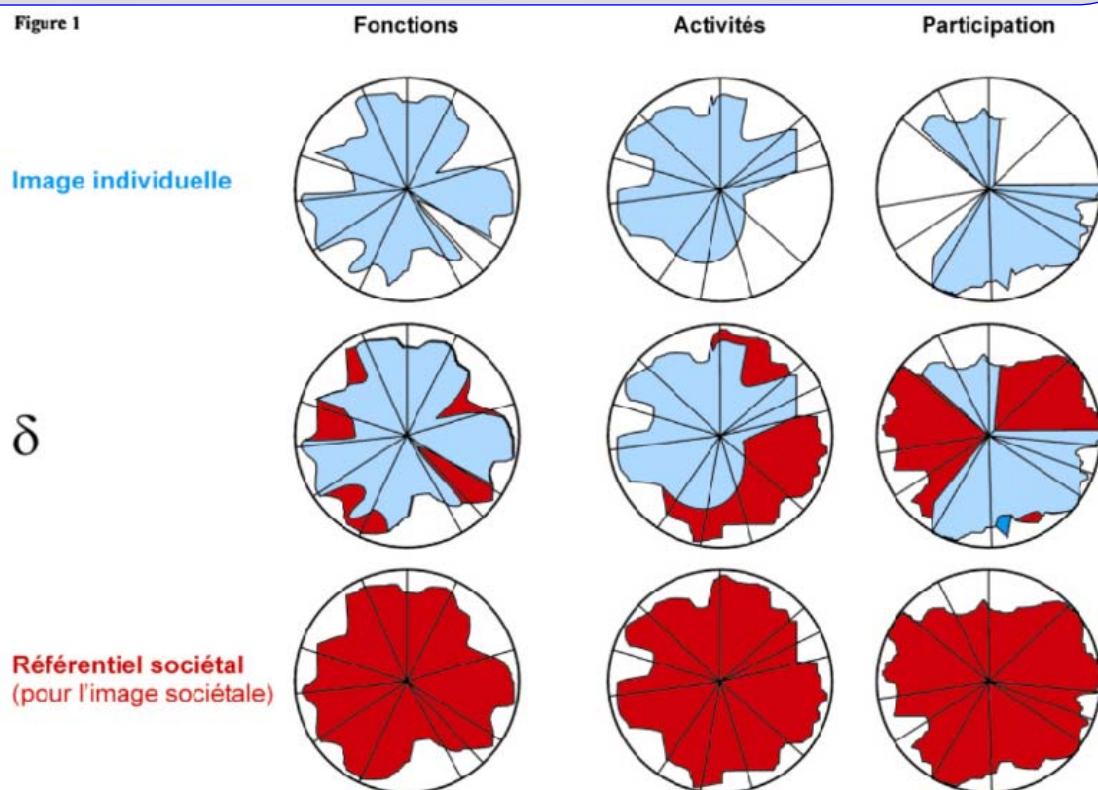 Figure 1
Fonctions
Activités
Participation
Image individuelle
δ
Référentiel sociétal
(pour l'image sociétale)